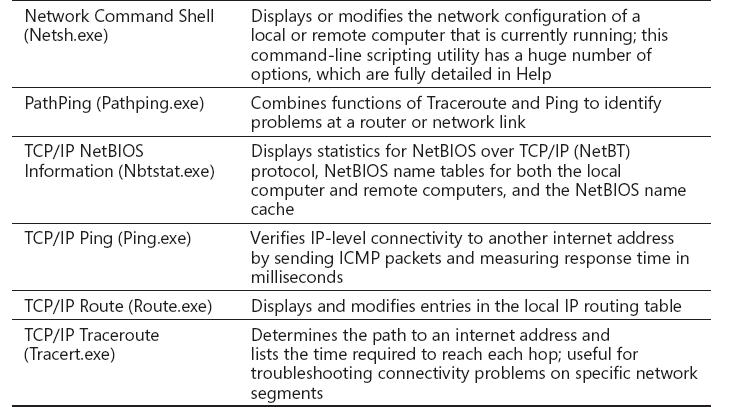 Network Command Shell
(Netsh.exe)
Displays or modifies the network configuration of a
local or remote computer that is currently running; this
command-line scripting utility has a huge number of
options, which are fully detailed in Help
PathPing (Pathping.exe)
Combines functions of Traceroute and Ping to identify
problems at a router or network link
TCP/IP NetBIOS
Information (Nbtstat.exe)
Displays statistics for NetBIOS over TCP/IP (NetBT)
protocol, NetBIOS name tables for both the local
computer and remote computers, and the NetBIOS name
cache
TCP/IP Ping (Ping.exe)
Verifies IP-level connectivity to another internet address
by sending ICMP packets and measuring response time in
milliseconds
TCP/IP Route (Route.exe)
Displays and modifies entries in the local IP routing table
TCP/IP Traceroute
(Tracert.exe)
Determines the path to an internet address and
lists the time required to reach each hop; useful for
troubleshooting connectivity problems on specific network
segments